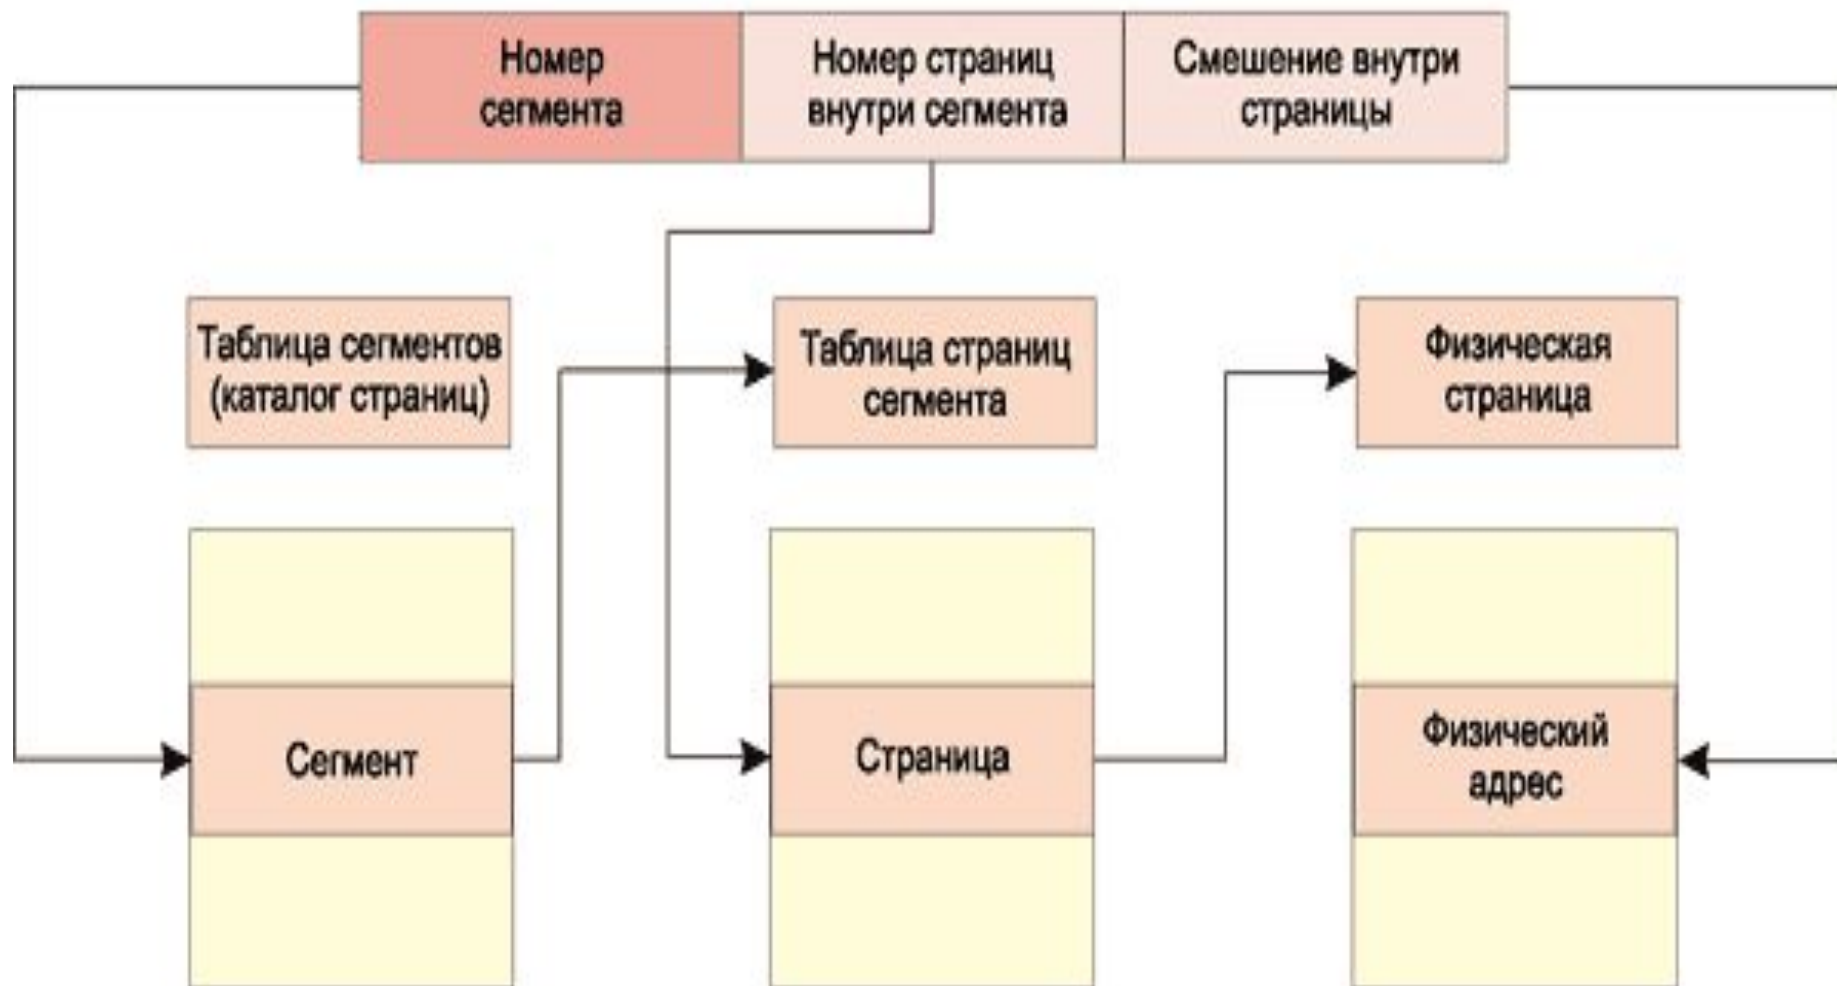 Номер
сегмента
Номер страниц
внутри сегмента
Смешение внутри
страницы
Таблица сегментов
(каталог страниц)
Таблица страниц
сегмента
Физическая
страница
Сегмент
Страница
Физический
адрес